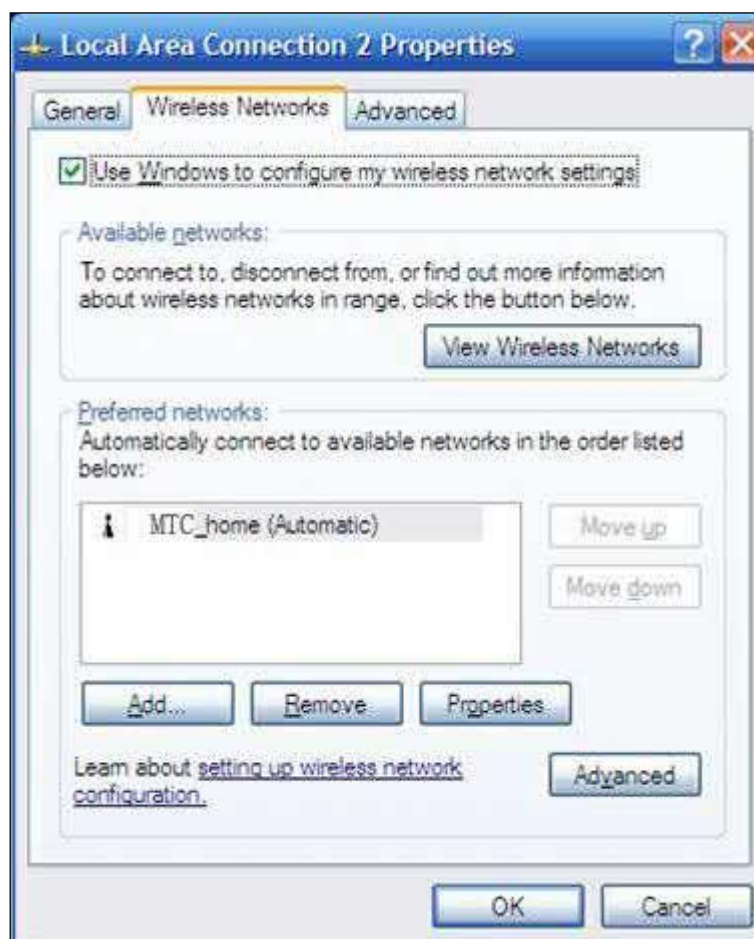 Local Area Connection 2 Properties
General Wireless Networks Advanced
Use Windows to configure my wireless network settings
Available networks:
To connect to, disconnect from, or find out more information
about wireless networks in range, click the button below.
View Wireless Networks
Preferred networks:
Automatically connect to available networks in the order listed
below:
MTC_home (Automatic)
Move up
Move down
Add... Remove Properties
Learn about setting up wireless network
configuration.
Advanced
OK Cancel